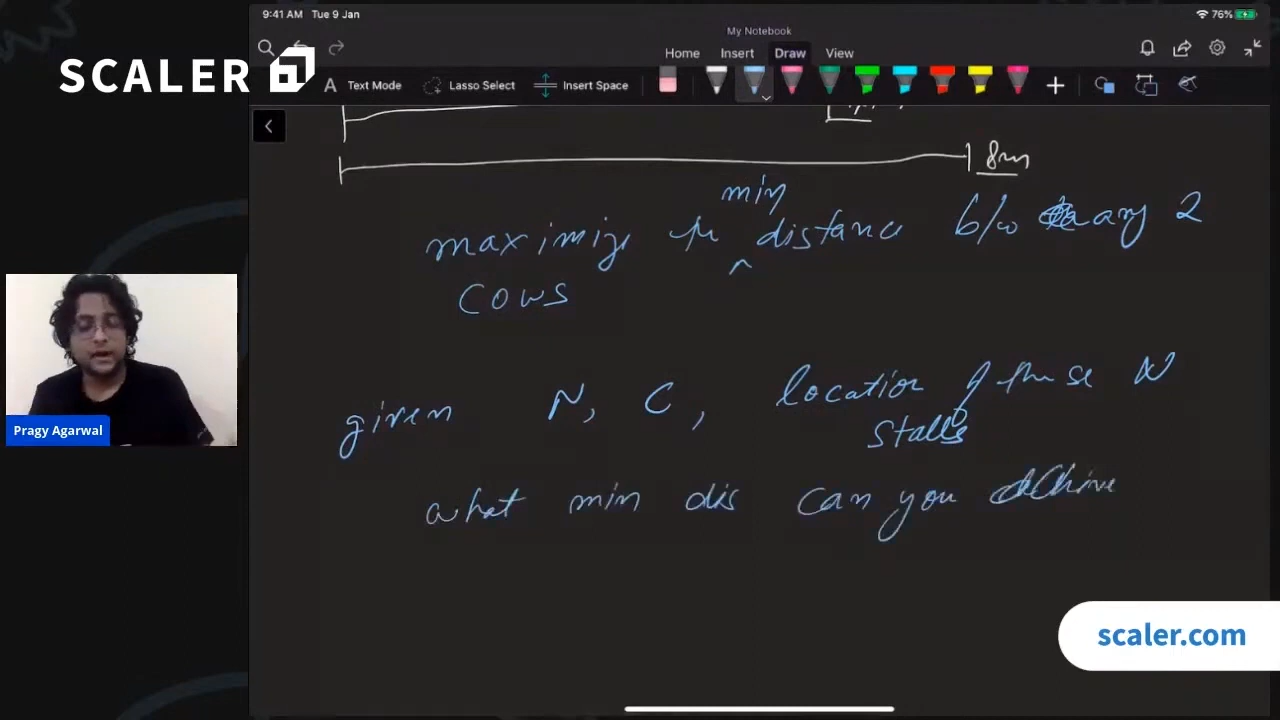 9:41 AM Tue 9 Jan
76%
My Notebook
Home Insert Draw View
SCALER
Text Mode Lasso Select Insert Space
8m
min
maximize the distance b/w any 2
^
cows
given N, C, location of these N
stalls
what min dis can you achive
Pragy Agarwal
scaler.com